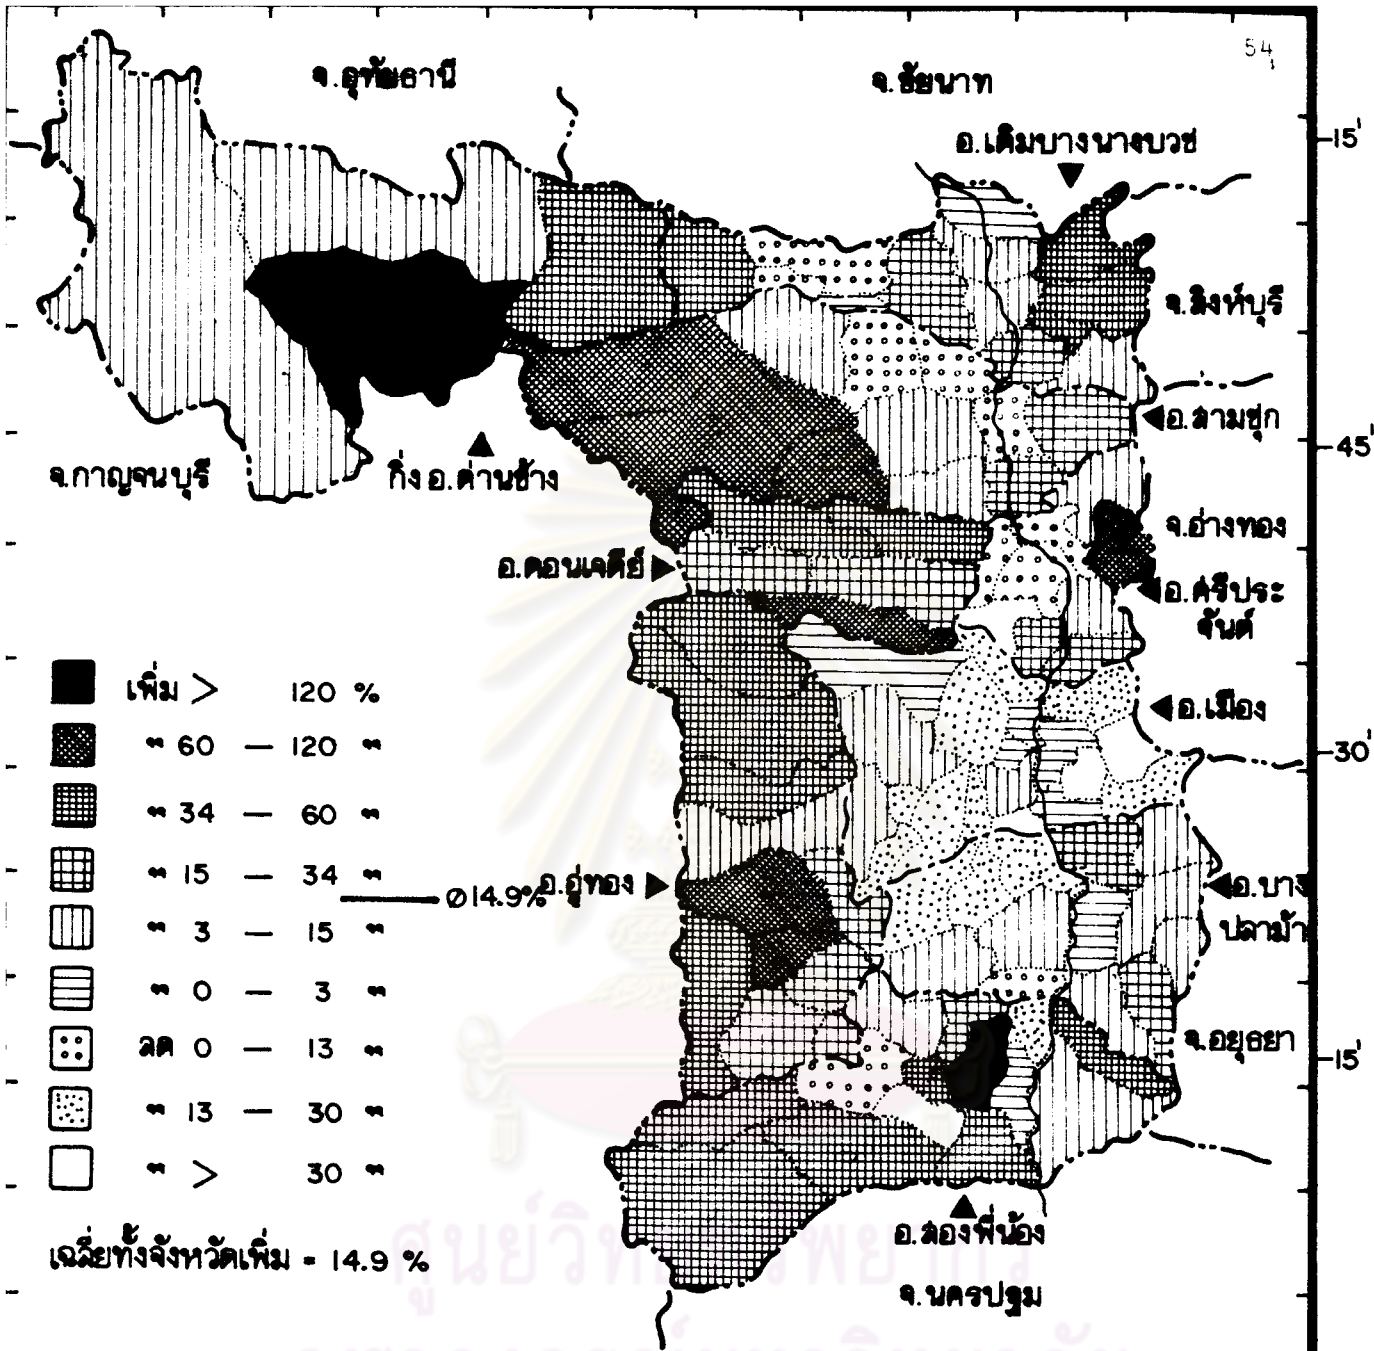 54
จ.อุทัยธานี
จ.ชัยนาท
15'
อ.เดิมบางนางบวช
จ.สิงห์บุรี
อ.สามชุก
45'
จ.กาญจนบุรี
กิ่ง อ.ด่านช้าง
จ.อ่างทอง
อ.ดอนเจดีย์
อ.ศรีประ
จันต์
เพิ่ม > 120 %
อ.เมือง
" 60 — 120 "
30'
" 34 — 60 "
" 15 — 34 "
Ø 14.9%
อ.อู่ทอง
อ.บาง
ปลาม้า
" 3 — 15 "
" 0 — 3 "
ลด 0 — 13 "
จ.อยุธยา
15'
" 13 — 30 "
" > 30 "
อ.สองพี่น้อง
เฉลี่ยทั้งจังหวัดเพิ่ม = 14.9 %
จ.นครปฐม